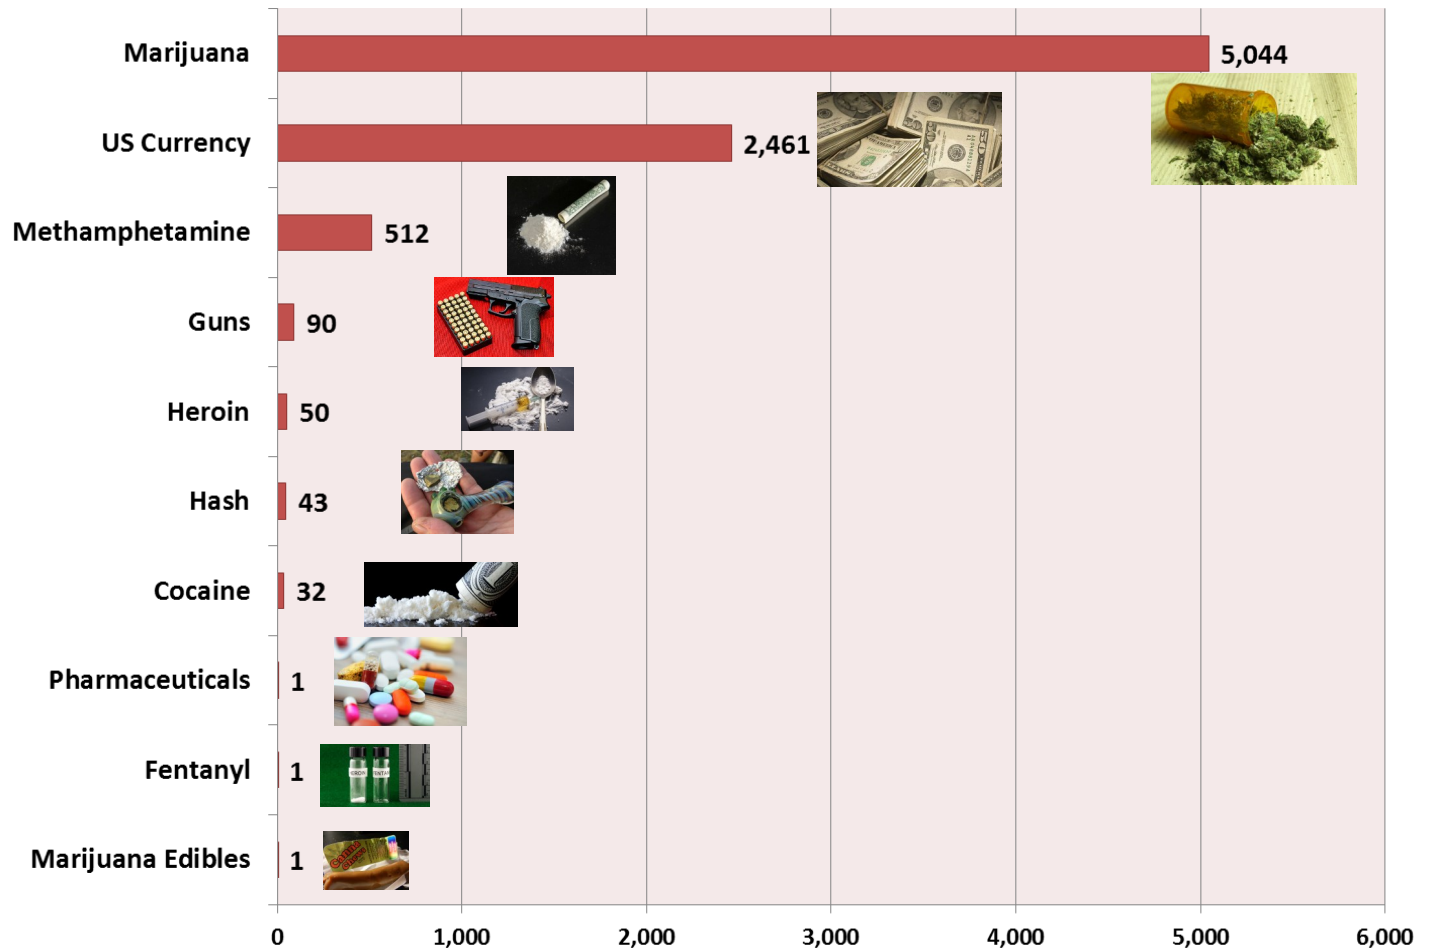 Marijuana 5,044
US Currency 2,461
Methamphetamine 512
Guns 90
Heroin 50
Hash 43
Cocaine 32
Pharmaceuticals 1
Fentanyl 1
Marijuana Edibles 1
0 1,000 2,000 3,000 4,000 5,000 6,000